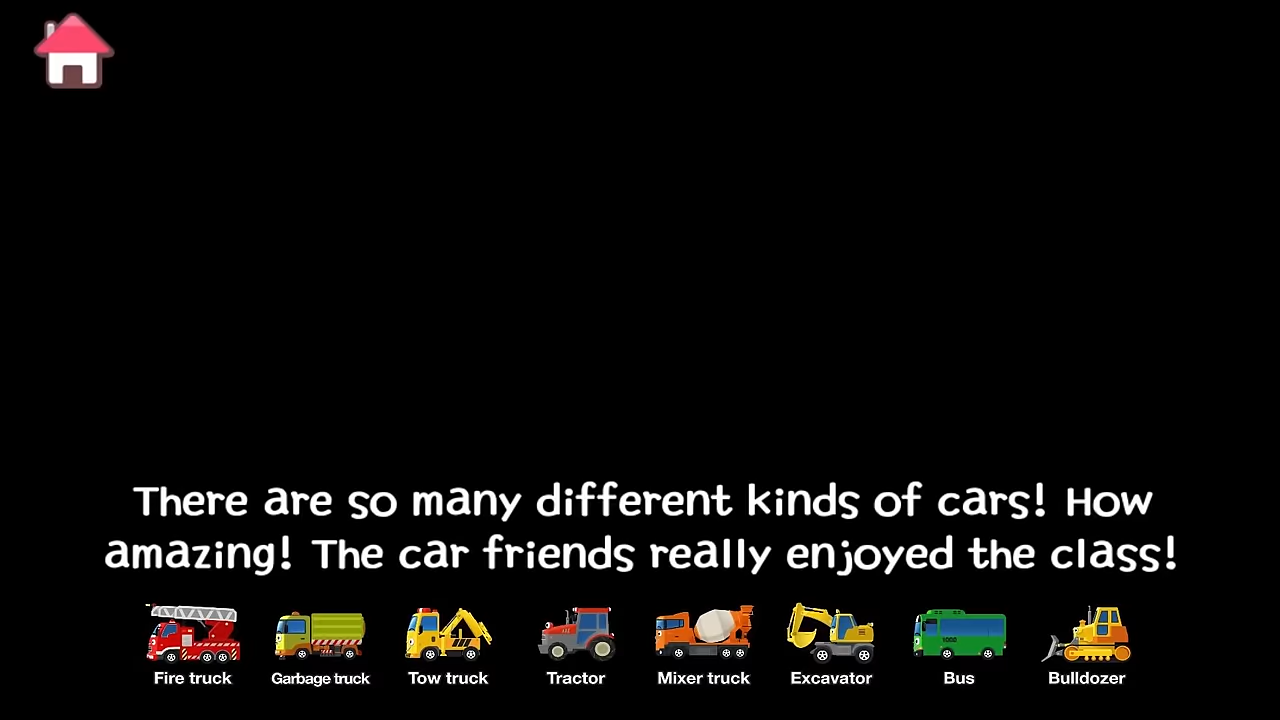 There are so many different kinds of cars! How
amazing! The car friends really enjoyed the class!
Fire truck Garbage truck Tow truck Tractor Mixer truck Excavator Bus Bulldozer